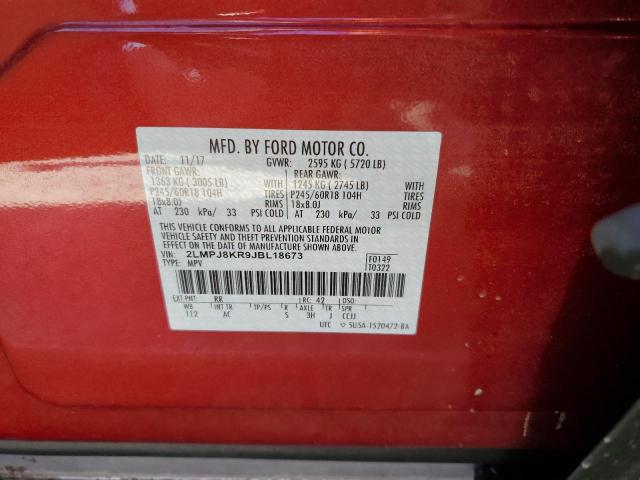 MFD. BY FORD MOTOR CO.
DATE: 11/17 GVWR: 2595 KG ( 5720 LB)
FRONT GAWR: REAR GAWR:
1363 KG ( 3005 LB) WITH 1245 KG ( 2745 LB) WITH
P245/60R18 104H TIRES P245/60R18 104H TIRES
18x8.0J RIMS 18x8.0J RIMS
AT 230 kPa/ 33 PSI COLD AT 230 kPa/ 33 PSI COLD
THIS VEHICLE CONFORMS TO ALL APPLICABLE FEDERAL MOTOR
VEHICLE SAFETY AND THEFT PREVENTION STANDARDS IN EFFECT ON THE DATE
OF MANUFACTURE SHOWN ABOVE.
VIN: 2LMPJ8KR9JBL18673 F0149
TYPE: MPV T0322
EXT PNT: RR LRC: 42 DSO:
WB INT TR TP/PS R AXLE TR SPR
112 AC S 3H J CCJJ
UTC 5U5A-1520472-BA